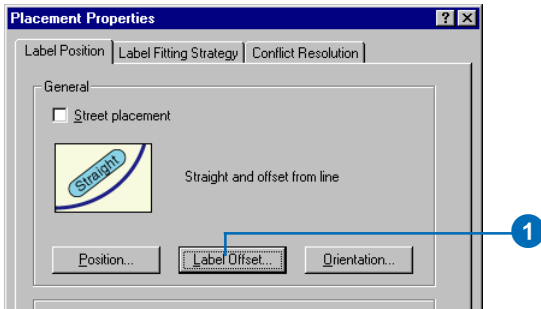 Placement Properties
Label Position Label Fitting Strategy Conflict Resolution
General
Street placement
Straight
Straight and offset from line
1
Position... Label Offset... Orientation...